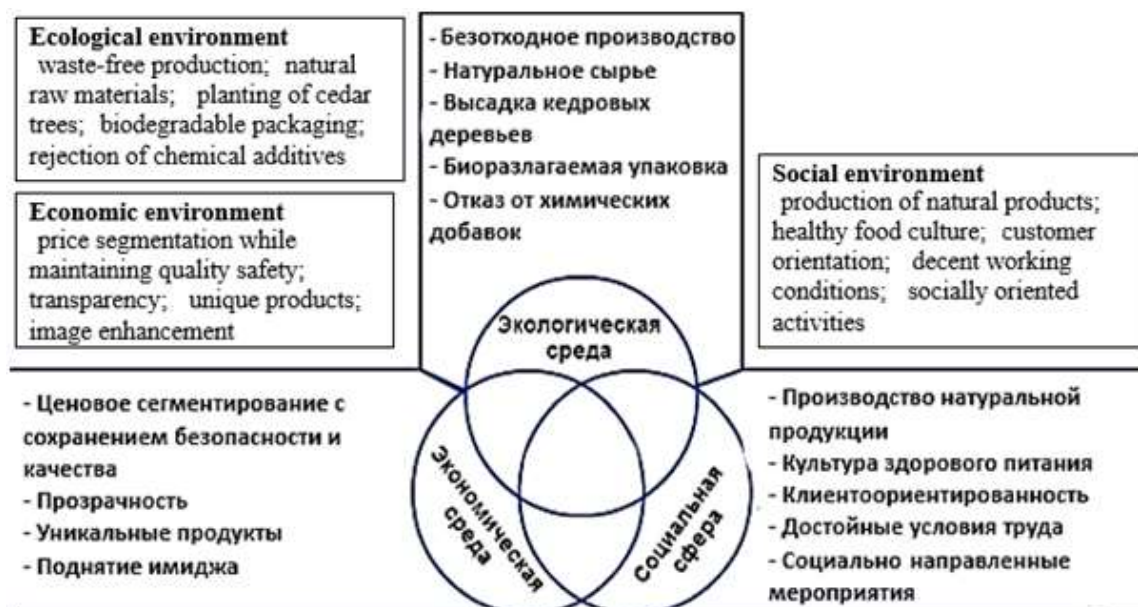 Ecological environment
waste-free production; natural
raw materials; planting of cedar
trees; biodegradable packaging;
rejection of chemical additives
Economic environment
price segmentation while
maintaining quality safety;
transparency; unique products;
image enhancement
- Безотходное производство
- Натуральное сырье
- Высадка кедровых
деревьев
- Биоразлагаемая упаковка
- Отказ от химических
добавок
Social environment
production of natural products;
healthy food culture; customer
orientation; decent working
conditions; socially oriented
activities
Экологическая
среда
- Ценовое сегментирование с
сохранением безопасности и
качества
- Прозрачность
- Уникальные продукты
- Поднятие имиджа
Экономическая
среда
Социальная
сфера
- Производство натуральной
продукции
- Культура здорового питания
- Клиентоориентированность
- Достойные условия труда
- Социально направленные
мероприятия